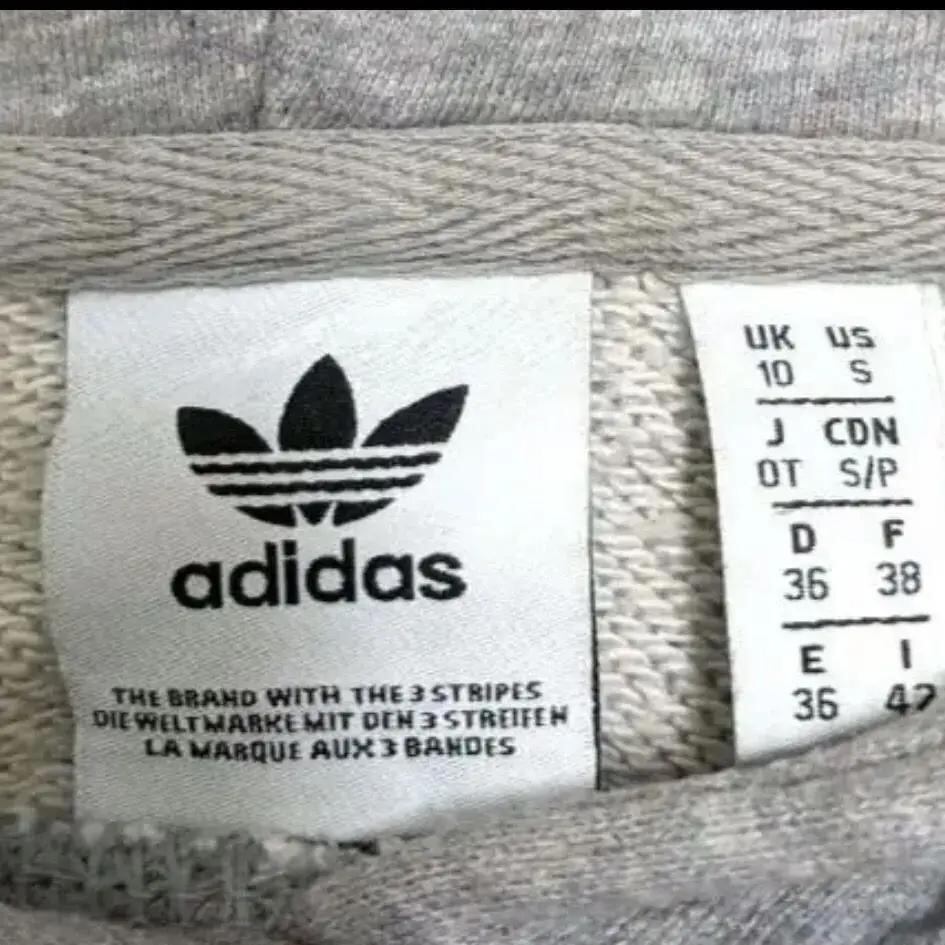 adidas
THE BRAND WITH THE 3 STRIPES
DIE WELTMARKE MIT DEN 3 STREIFEN
LA MARQUE AUX 3 BANDES
UK US
10 S
J CDN
OT S/P
D F
36 38
E I
36 42